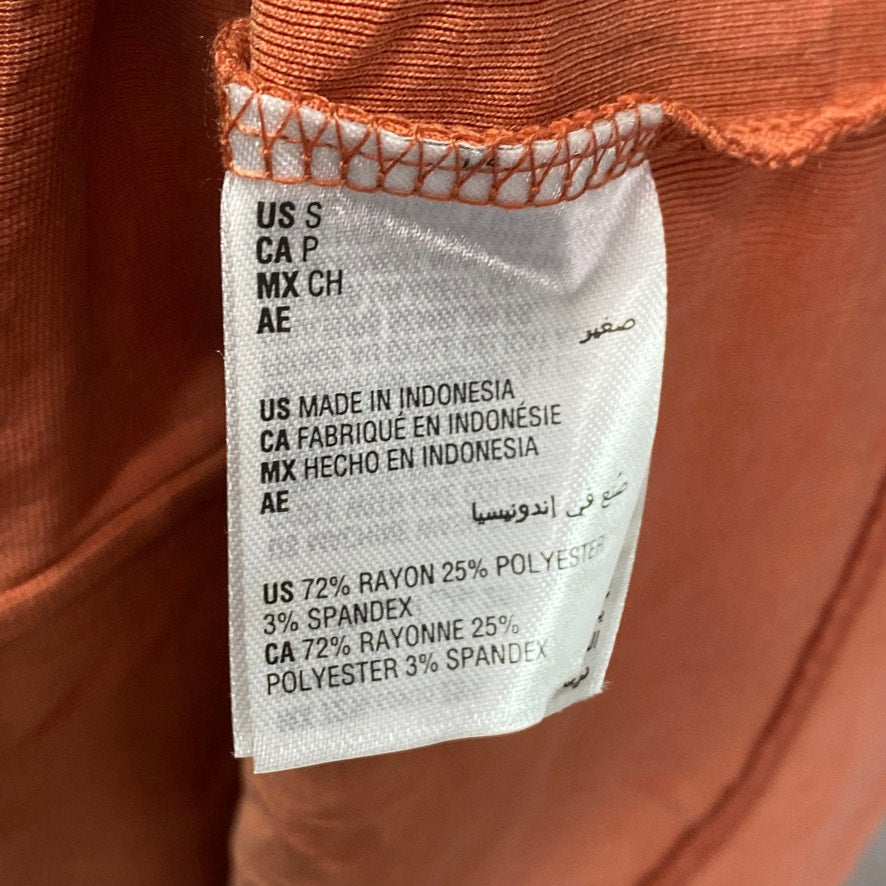 US S
CA P
MX CH
AE
صغير
US MADE IN INDONESIA
CA FABRIQUÉ EN INDONÉSIE
MX HECHO EN INDONESIA
AE
صُنع في إندونيسيا
US 72% RAYON 25% POLYESTER
3% SPANDEX
CA 72% RAYONNE 25%
POLYESTER 3% SPANDEX